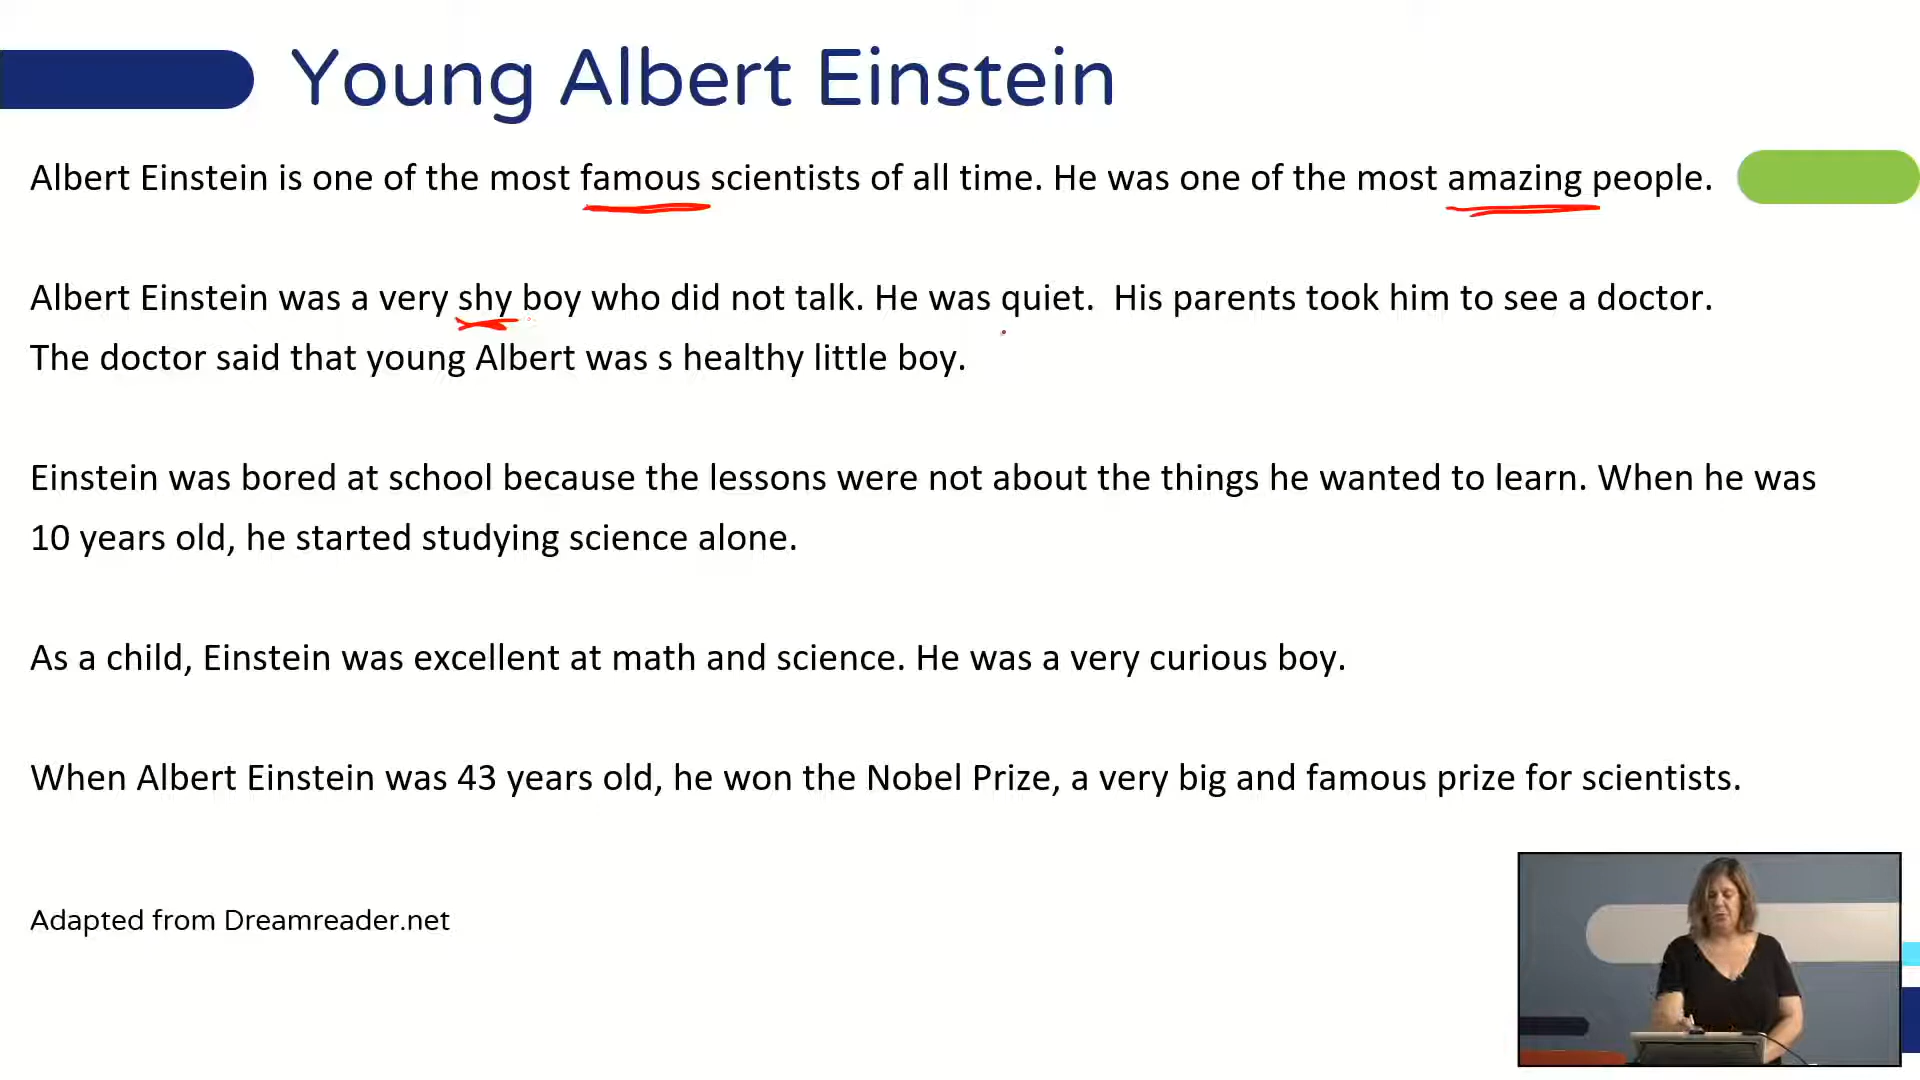 Young Albert Einstein
Albert Einstein is one of the most famous scientists of all time. He was one of the most amazing people.
Albert Einstein was a very shy boy who did not talk. He was quiet.  His parents took him to see a doctor.
The doctor said that young Albert was s healthy little boy.
Einstein was bored at school because the lessons were not about the things he wanted to learn. When he was
10 years old, he started studying science alone.
As a child, Einstein was excellent at math and science. He was a very curious boy.
When Albert Einstein was 43 years old, he won the Nobel Prize, a very big and famous prize for scientists.
Adapted from Dreamreader.net